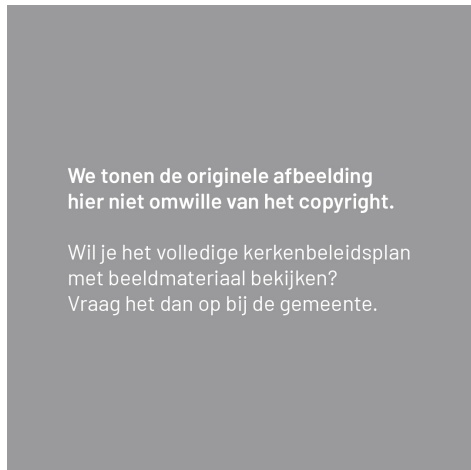 We tonen de originele afbeelding
hier niet omwille van het copyright.
Wil je het volledige kerkenbeleidsplan
met beeldmateriaal bekijken?
Vraag het dan op bij de gemeente.